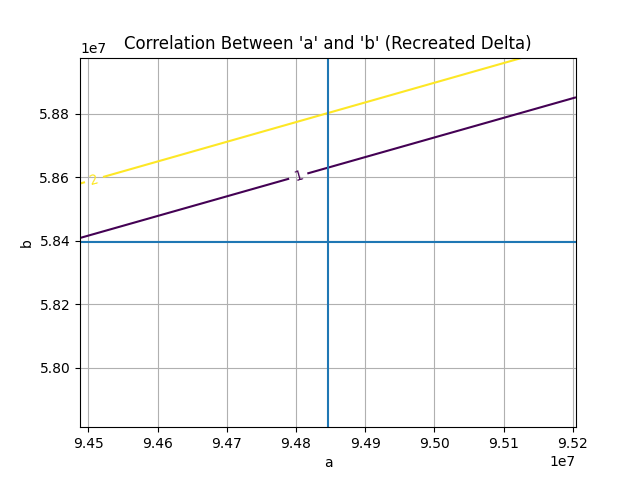 Correlation Between 'a' and 'b' (Recreated Delta)
1e7
5.88
5.86
5.84
5.82
5.80
b
2
1
9.45 9.46 9.47 9.48 9.49 9.50 9.51 9.52
a
1e7